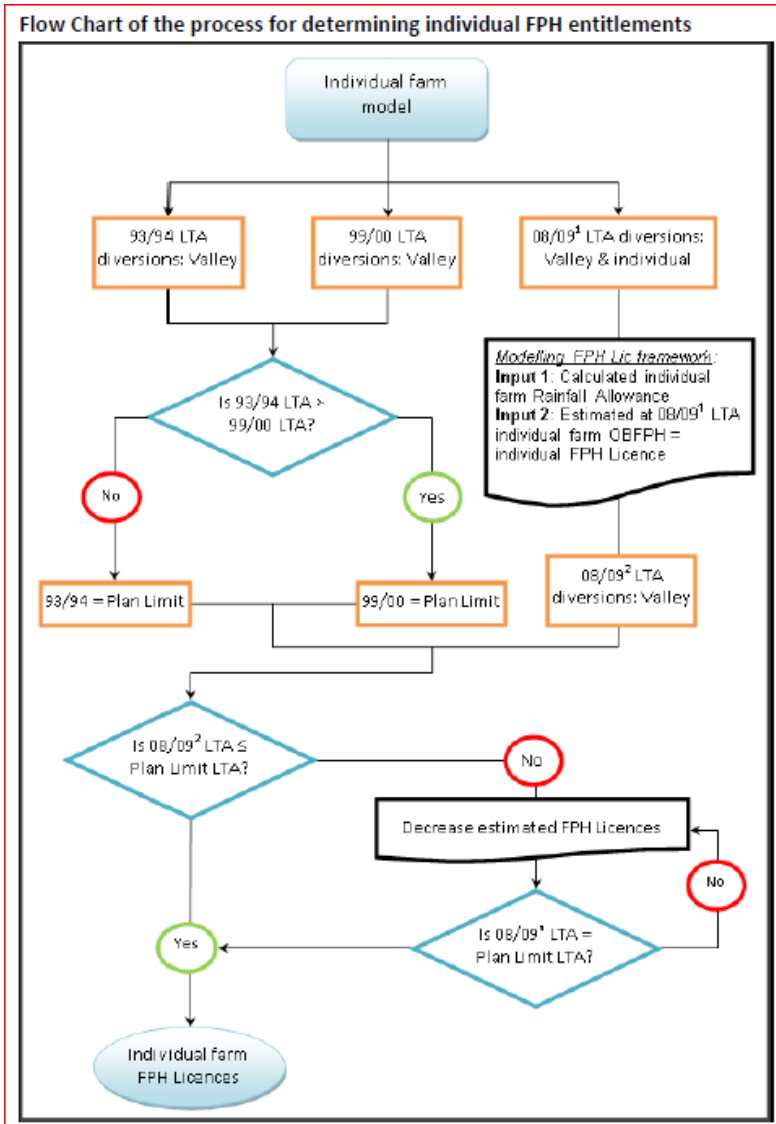 Flow Chart of the process for determining individual FPH entitlements
Individual farm
model
93/94 LTA
diversions: Valley
99/00 LTA
diversions: Valley
08/09¹ LTA diversions:
Valley & individual
Modelling FPH Lic framework:
Input 1: Calculated individual
farm Rainfall Allowance
Input 2: Estimated at 08/09¹ LTA
individual farm OBFPH =
individual FPH Licence
Is 93/94 LTA >
99/00 LTA?
No
Yes
93/94 = Plan Limit
99/00 = Plan Limit
08/09² LTA
diversions: Valley
Is 08/09² LTA ≤
Plan Limit LTA?
No
Decrease estimated FPH Licences
No
Is 08/09 LTA =
Plan Limit LTA?
Yes
Individual farm
FPH Licences